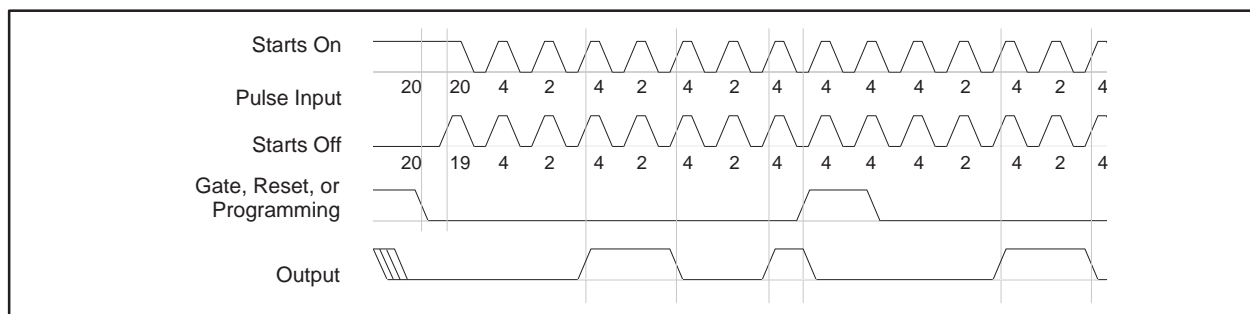 Starts On
20 20 4 2 4 2 4 2 4 4 4 4 2 4 2 4
Pulse Input
Starts Off
20 19 4 2 4 2 4 2 4 4 4 4 2 4 2 4
Gate, Reset, or
Programming
Output